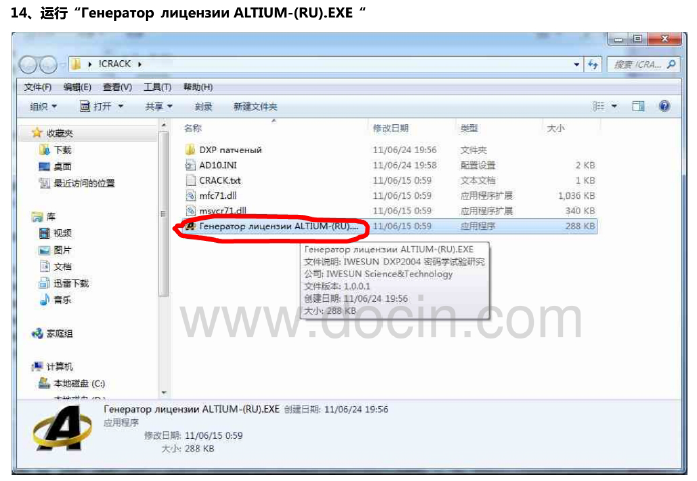 14、运行“Генератор лицензии ALTIUM-(RU).EXE “
!CRACK
搜索 !CRA...
文件(F) 编辑(E) 查看(V) 工具(T) 帮助(H)
组织 打开 共享 刻录 新建文件夹
名称 修改日期 类型 大小
收藏夹
下载
桌面
最近访问的位置
库
视频
图片
文档
迅雷下载
音乐
家庭组
计算机
本地磁盘 (C:)
DXP патченый 11/06/24 19:56 文件夹
AD10.INI 11/06/24 19:58 配置设置 2 KB
CRACK.txt 11/06/15 0:59 文本文档 1 KB
mfc71.dll 11/06/15 0:59 应用程序扩展 1,036 KB
msvcr71.dll 11/06/15 0:59 应用程序扩展 340 KB
Генератор лицензии ALTIUM-(RU).... 11/06/15 0:59 应用程序 288 KB
Генератор лицензии ALTIUM-(RU).EXE
文件说明: IWESUN DXP2004 密码学试验研究
公司: IWESUN Science&Technology
文件版本: 1.0.0.1
创建日期: 11/06/24 19:56
大小: 288 KB
www.docin.com
Генератор лицензии ALTIUM-(RU).EXE 创建日期: 11/06/24 19:56
应用程序
修改日期: 11/06/15 0:59
大小: 288 KB